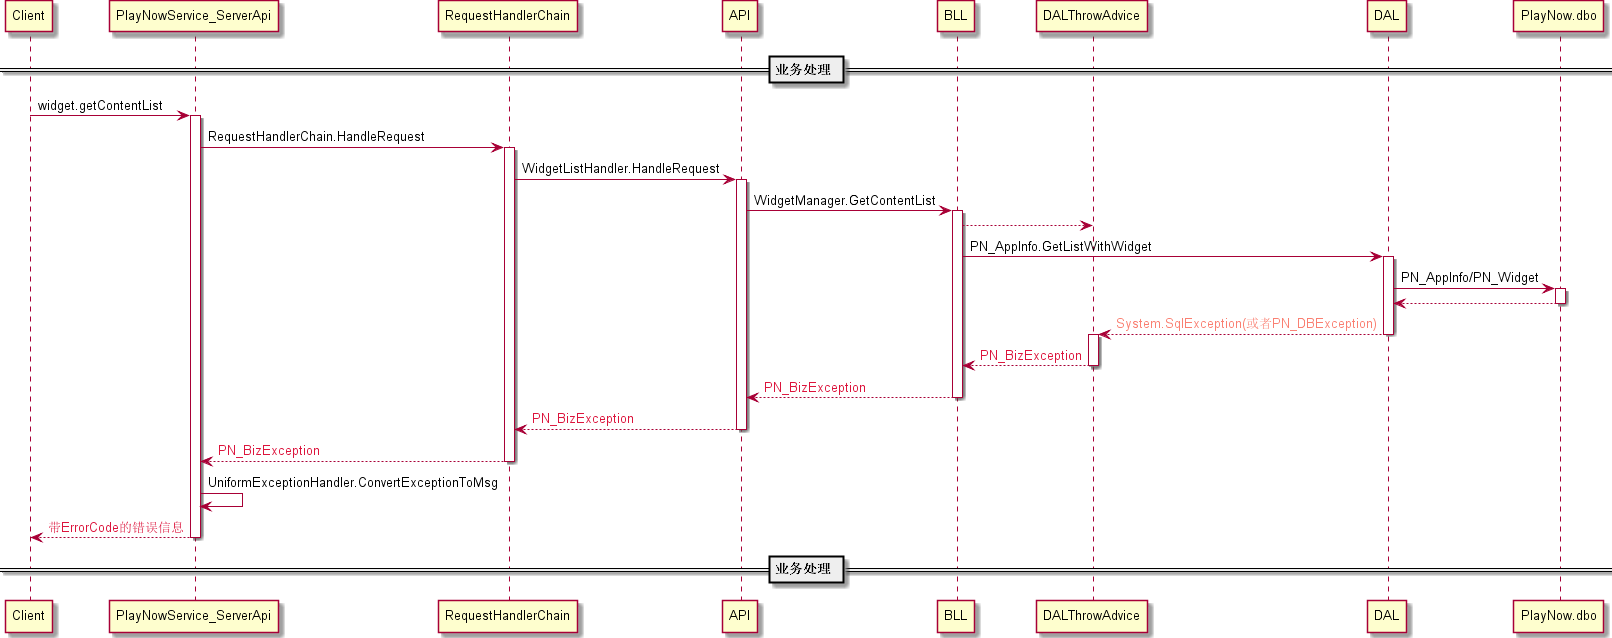 Client
PlayNowService_ServerApi
RequestHandlerChain
API
BLL
DALThrowAdvice
DAL
PlayNow.dbo
业务处理
widget.getContentList
RequestHandlerChain.HandleRequest
WidgetListHandler.HandleRequest
WidgetManager.GetContentList
PN_AppInfo.GetListWithWidget
PN_AppInfo/PN_Widget
System.SqlException(或者PN_DBException)
PN_BizException
PN_BizException
PN_BizException
PN_BizException
UniformExceptionHandler.ConvertExceptionToMsg
带ErrorCode的错误信息
业务处理
Client
PlayNowService_ServerApi
RequestHandlerChain
API
BLL
DALThrowAdvice
DAL
PlayNow.dbo